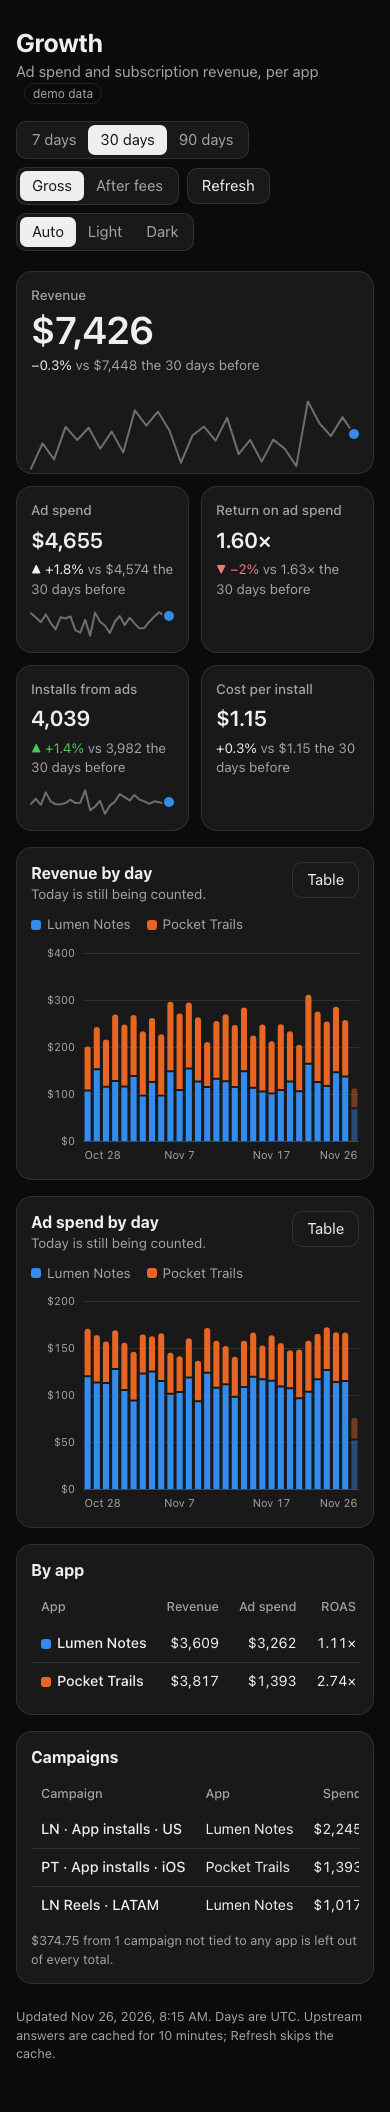 Growth
Ad spend and subscription revenue, per app
demo data
7 days 30 days 90 days
Gross After fees Refresh
Auto Light Dark
Revenue
$7,426
−0.3% vs $7,448 the 30 days before
Ad spend
$4,655
▲ +1.8% vs $4,574 the
30 days before
Return on ad spend
1.60×
▼ −2% vs 1.63× the
30 days before
Installs from ads
4,039
▲ +1.4% vs 3,982 the
30 days before
Cost per install
$1.15
+0.3% vs $1.15 the 30
days before
Revenue by day
Today is still being counted.
Table
Lumen Notes Pocket Trails
$400
$300
$200
$100
$0
Oct 28 Nov 7 Nov 17 Nov 26
Ad spend by day
Today is still being counted.
Table
Lumen Notes Pocket Trails
$200
$150
$100
$50
$0
Oct 28 Nov 7 Nov 17 Nov 26
By app
App Revenue Ad spend ROAS
Lumen Notes $3,609 $3,262 1.11×
Pocket Trails $3,817 $1,393 2.74×
Campaigns
Campaign App Spend
LN · App installs · US Lumen Notes $2,245
PT · App installs · iOS Pocket Trails $1,393
LN Reels · LATAM Lumen Notes $1,017
$374.75 from 1 campaign not tied to any app is left out
of every total.
Updated Nov 26, 2026, 8:15 AM. Days are UTC. Upstream
answers are cached for 10 minutes; Refresh skips the
cache.